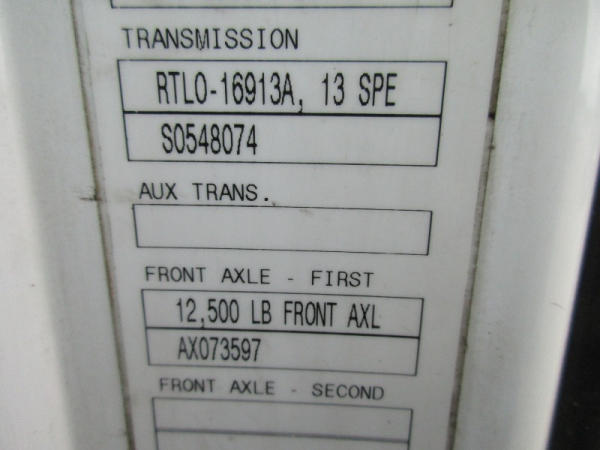 TRANSMISSION
RTLO-16913A, 13 SPE
S0548074
AUX TRANS.
FRONT AXLE - FIRST
12,500 LB FRONT AXL
AX073597
FRONT AXLE - SECOND